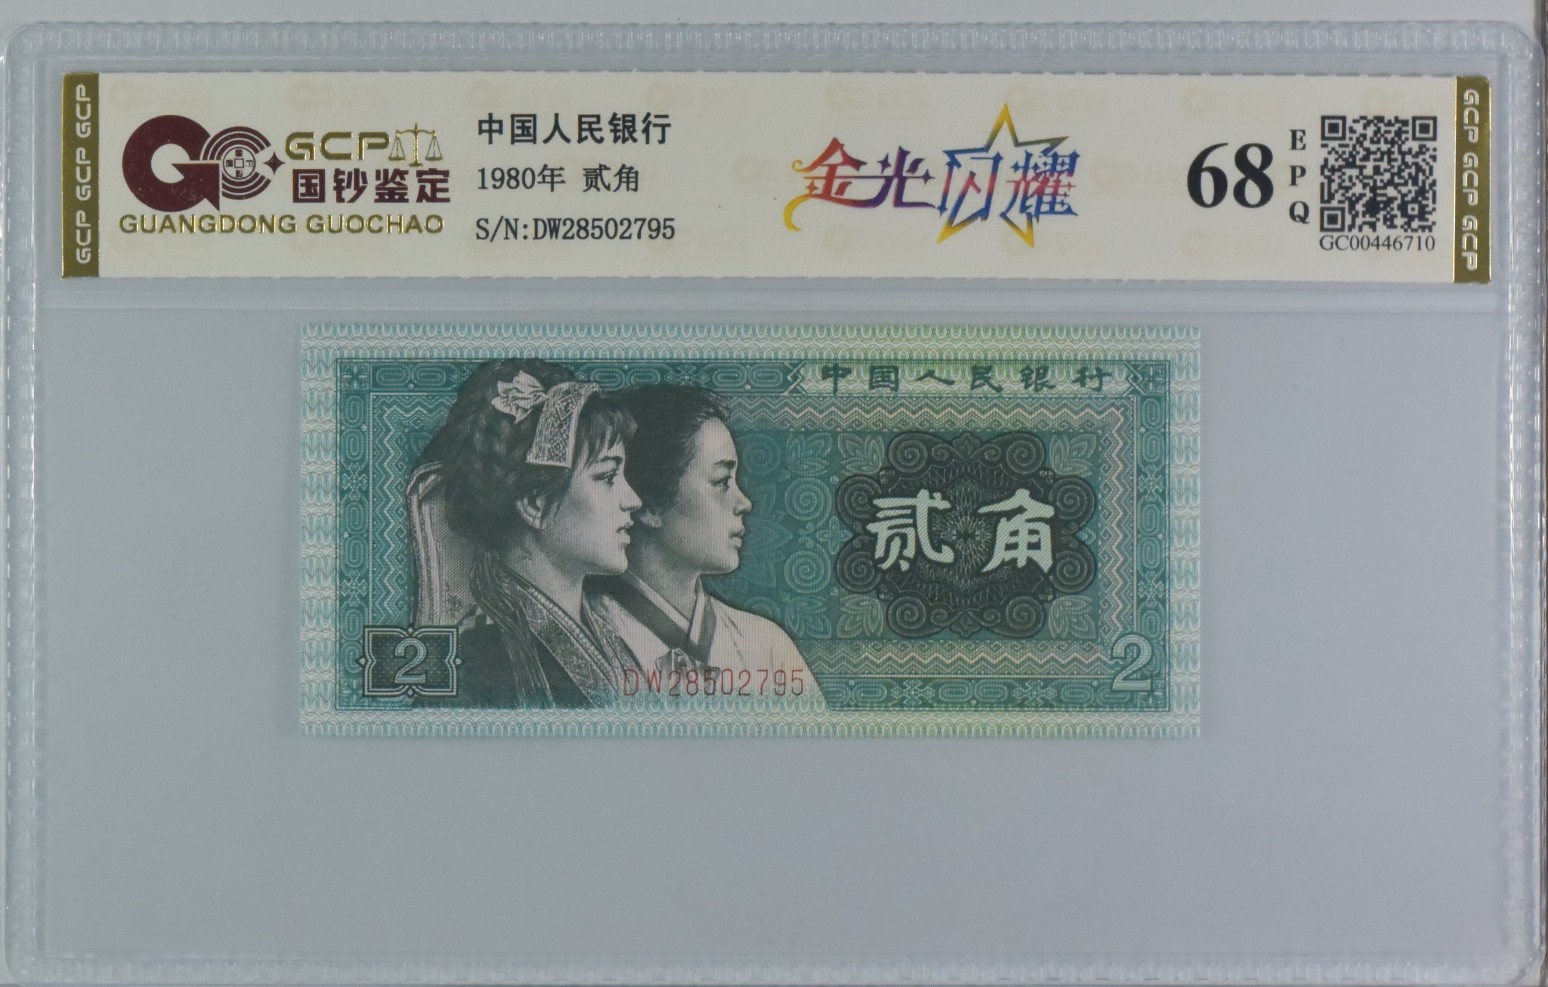 GCP GCP GCP
GCP
国钞鉴定
GUANGDONG GUOCHAO
中国人民银行
1980年 贰角
S/N:DW28502795
金光闪耀
68
EPQ
GC00446710
GCP GCP GCP
中国人民银行
贰角
2
DW28502795
2